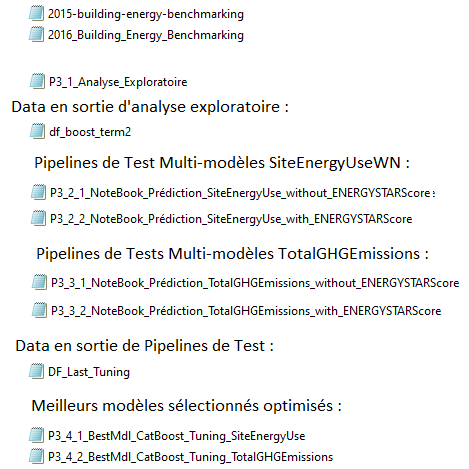 2015-building-energy-benchmarking
2016_Building_Energy_Benchmarking
P3_1_Analyse_Exploratoire
Data en sortie d'analyse exploratoire :
df_boost_term2
Pipelines de Test Multi-modèles SiteEnergyUseWN :
P3_2_1_NoteBook_Prédiction_SiteEnergyUse_without_ENERGYSTARScore
P3_2_2_NoteBook_Prédiction_SiteEnergyUse_with_ENERGYSTARScore
Pipelines de Tests Multi-modèles TotalGHGEmissions :
P3_3_1_NoteBook_Prédiction_TotalGHGEmissions_without_ENERGYSTARScore
P3_3_2_NoteBook_Prédiction_TotalGHGEmissions_with_ENERGYSTARScore
Data en sortie de Pipelines de Test :
DF_Last_Tuning
Meilleurs modèles sélectionnés optimisés :
P3_4_1_BestMdl_CatBoost_Tuning_SiteEnergyUse
P3_4_2_BestMdl_CatBoost_Tuning_TotalGHGEmissions